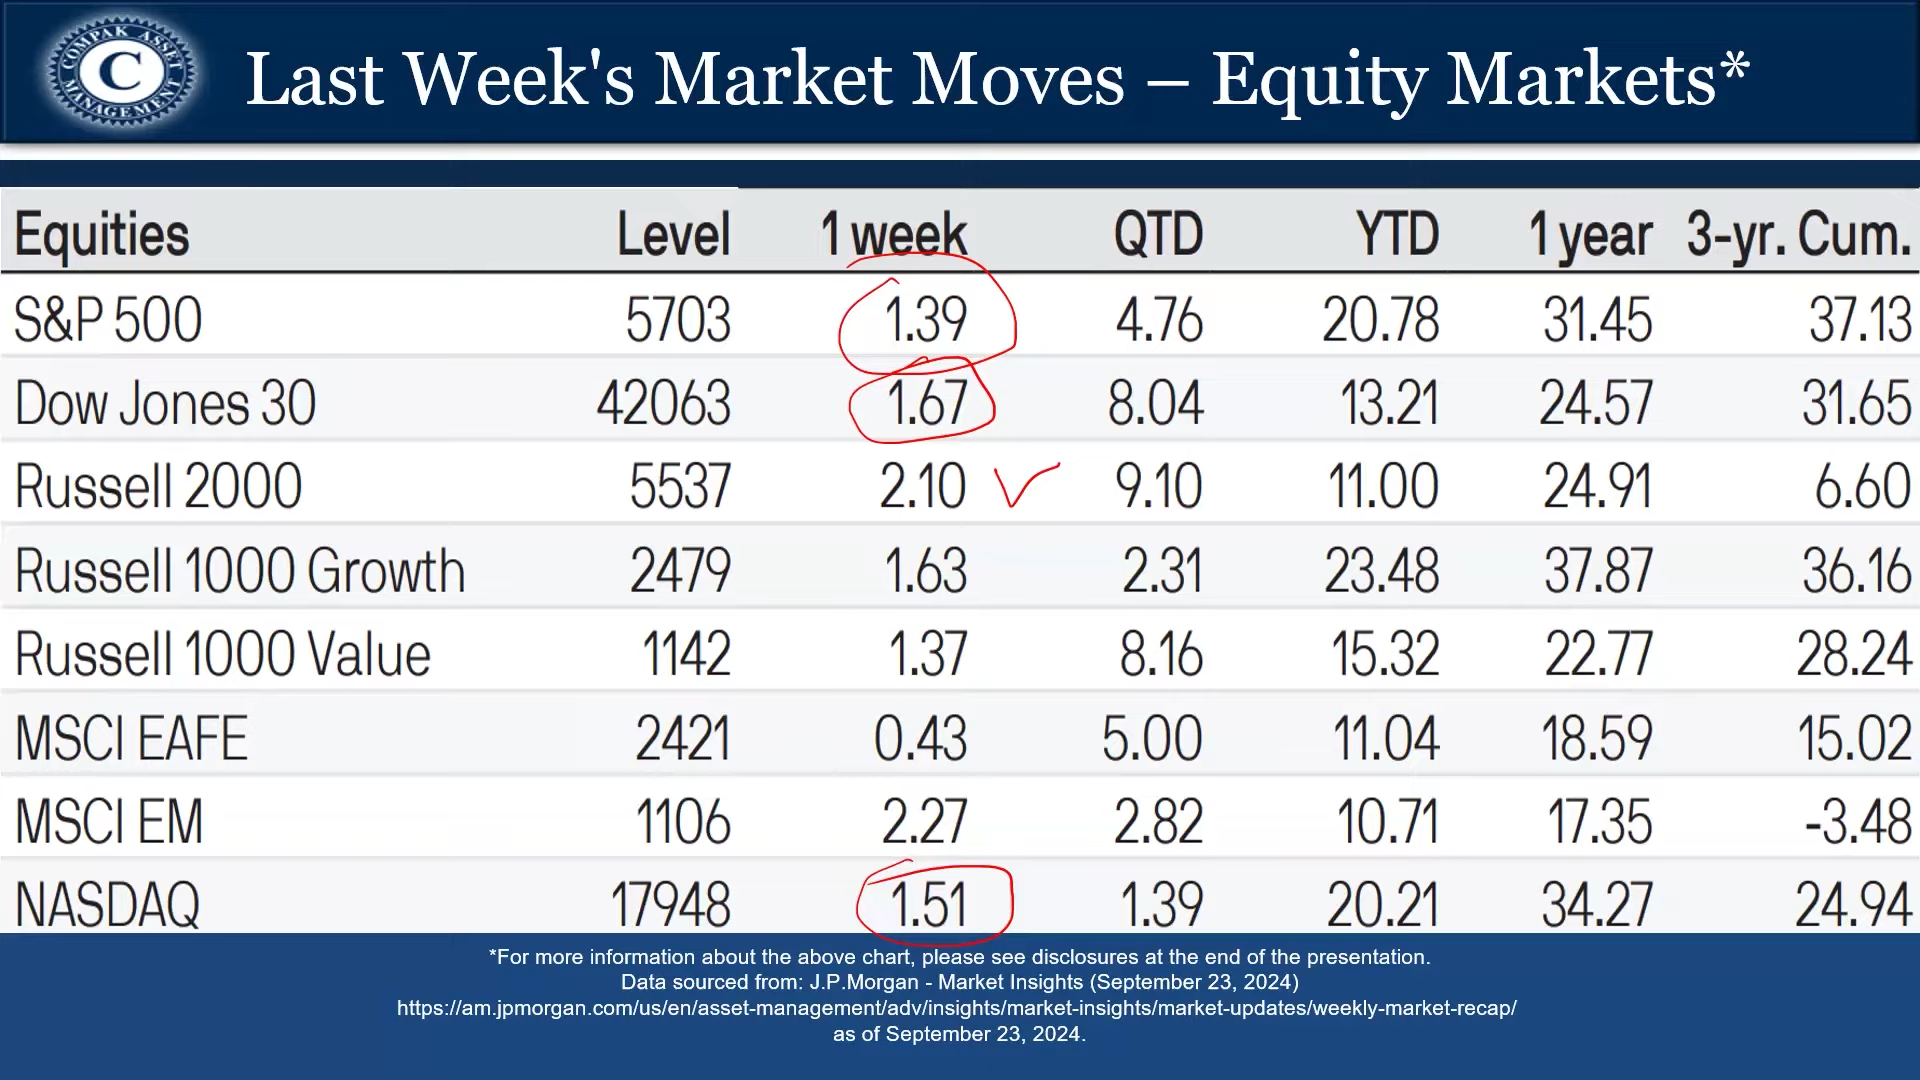 COMPAK ASSET
C
MANAGEMENT
Last Week's Market Moves – Equity Markets*
Equities Level 1 week QTD YTD 1 year 3-yr. Cum.
S&P 500 5703 1.39 4.76 20.78 31.45 37.13
Dow Jones 30 42063 1.67 8.04 13.21 24.57 31.65
Russell 2000 5537 2.10 9.10 11.00 24.91 6.60
Russell 1000 Growth 2479 1.63 2.31 23.48 37.87 36.16
Russell 1000 Value 1142 1.37 8.16 15.32 22.77 28.24
MSCI EAFE 2421 0.43 5.00 11.04 18.59 15.02
MSCI EM 1106 2.27 2.82 10.71 17.35 -3.48
NASDAQ 17948 1.51 1.39 20.21 34.27 24.94
*For more information about the above chart, please see disclosures at the end of the presentation.
Data sourced from: J.P.Morgan - Market Insights (September 23, 2024)
https://am.jpmorgan.com/us/en/asset-management/adv/insights/market-insights/market-updates/weekly-market-recap/
as of September 23, 2024.